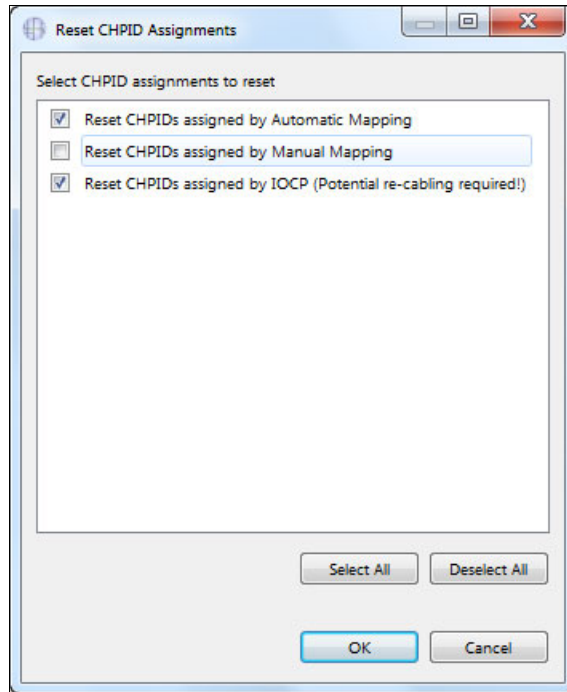 Reset CHPID Assignments
Select CHPID assignments to reset
Reset CHPIDs assigned by Automatic Mapping
Reset CHPIDs assigned by Manual Mapping
Reset CHPIDs assigned by IOCP (Potential re-cabling required!)
Select All Deselect All
OK Cancel